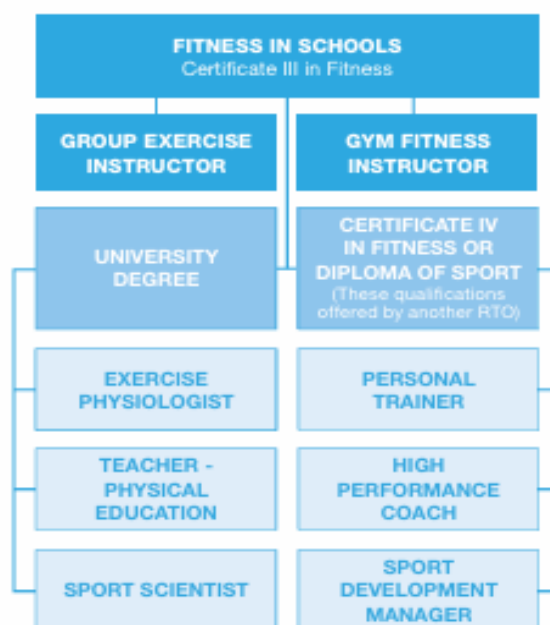 FITNESS IN SCHOOLS
Certificate III in Fitness
GROUP EXERCISE
INSTRUCTOR
GYM FITNESS
INSTRUCTOR
UNIVERSITY
DEGREE
CERTIFICATE IV
IN FITNESS OR
DIPLOMA OF SPORT
(These qualifications
offered by another RTO)
EXERCISE
PHYSIOLOGIST
PERSONAL
TRAINER
TEACHER -
PHYSICAL
EDUCATION
HIGH
PERFORMANCE
COACH
SPORT SCIENTIST
SPORT
DEVELOPMENT
MANAGER